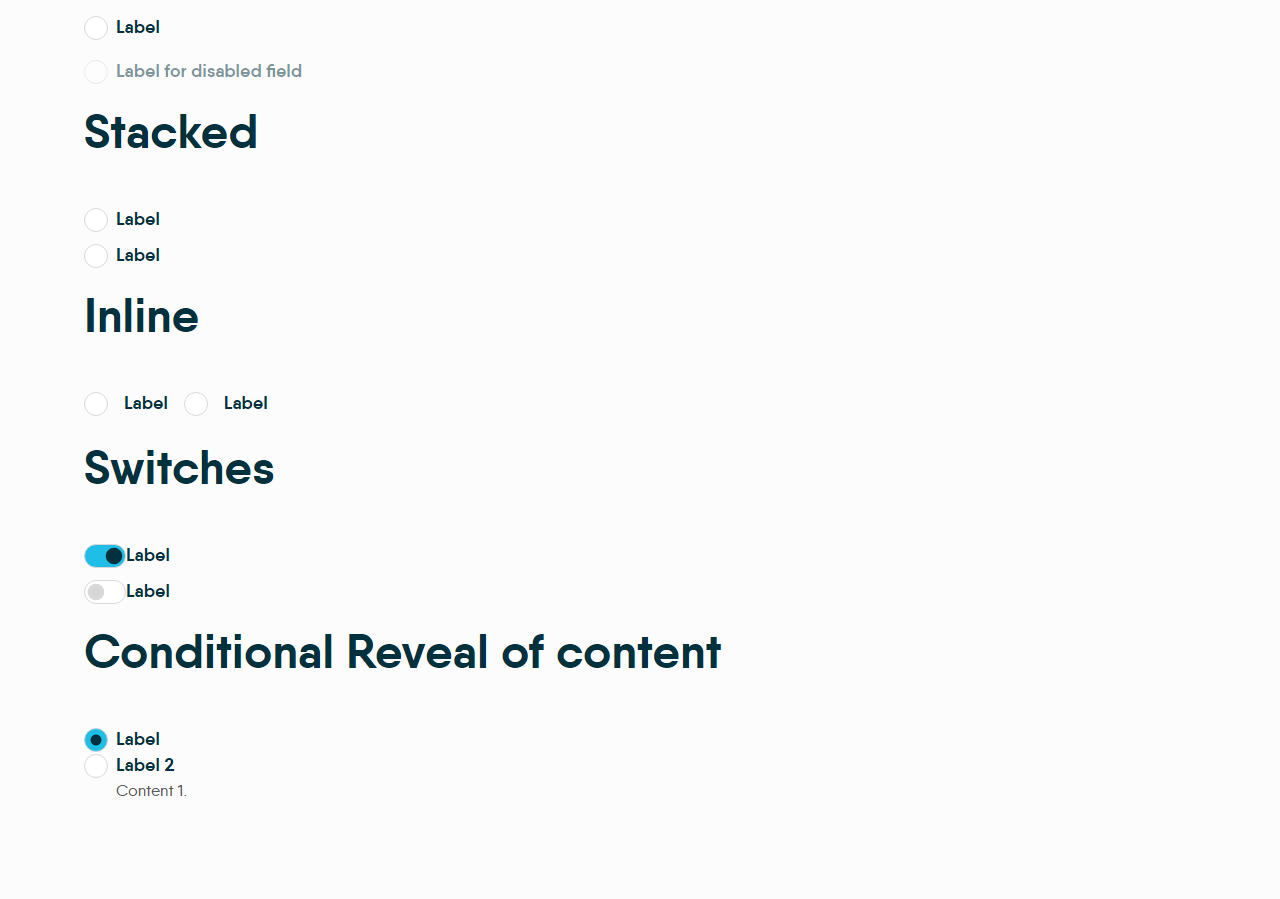 Label
Label for disabled field
Stacked
Label
Label
Inline
Label Label
Switches
Label
Label
Conditional Reveal of content
Label
Label 2
Content 1.